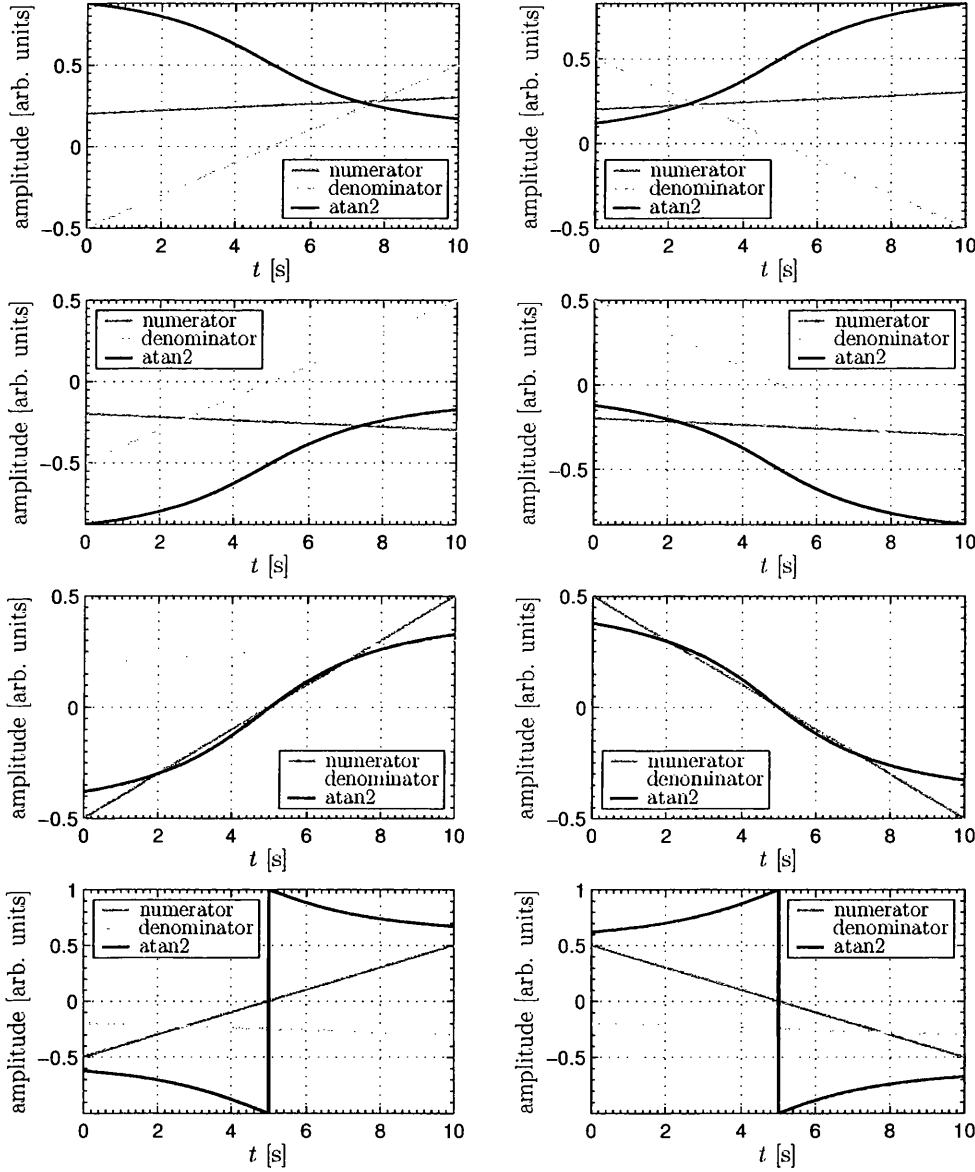 amplitude [arb. units]
0.5
0
−0.5
numerator
denominator
atan2
0 2 4 6 8 10
t [s]
amplitude [arb. units]
0.5
0
−0.5
numerator
denominator
atan2
0 2 4 6 8 10
t [s]
amplitude [arb. units]
0.5
0
−0.5
numerator
denominator
atan2
0 2 4 6 8 10
t [s]
amplitude [arb. units]
0.5
0
−0.5
numerator
denominator
atan2
0 2 4 6 8 10
t [s]
amplitude [arb. units]
0.5
0
−0.5
numerator
denominator
atan2
0 2 4 6 8 10
t [s]
amplitude [arb. units]
0.5
0
−0.5
numerator
denominator
atan2
0 2 4 6 8 10
t [s]
amplitude [arb. units]
1
0.5
0
−0.5
numerator
denominator
atan2
0 2 4 6 8 10
t [s]
amplitude [arb. units]
1
0.5
0
−0.5
numerator
denominator
atan2
0 2 4 6 8 10
t [s]